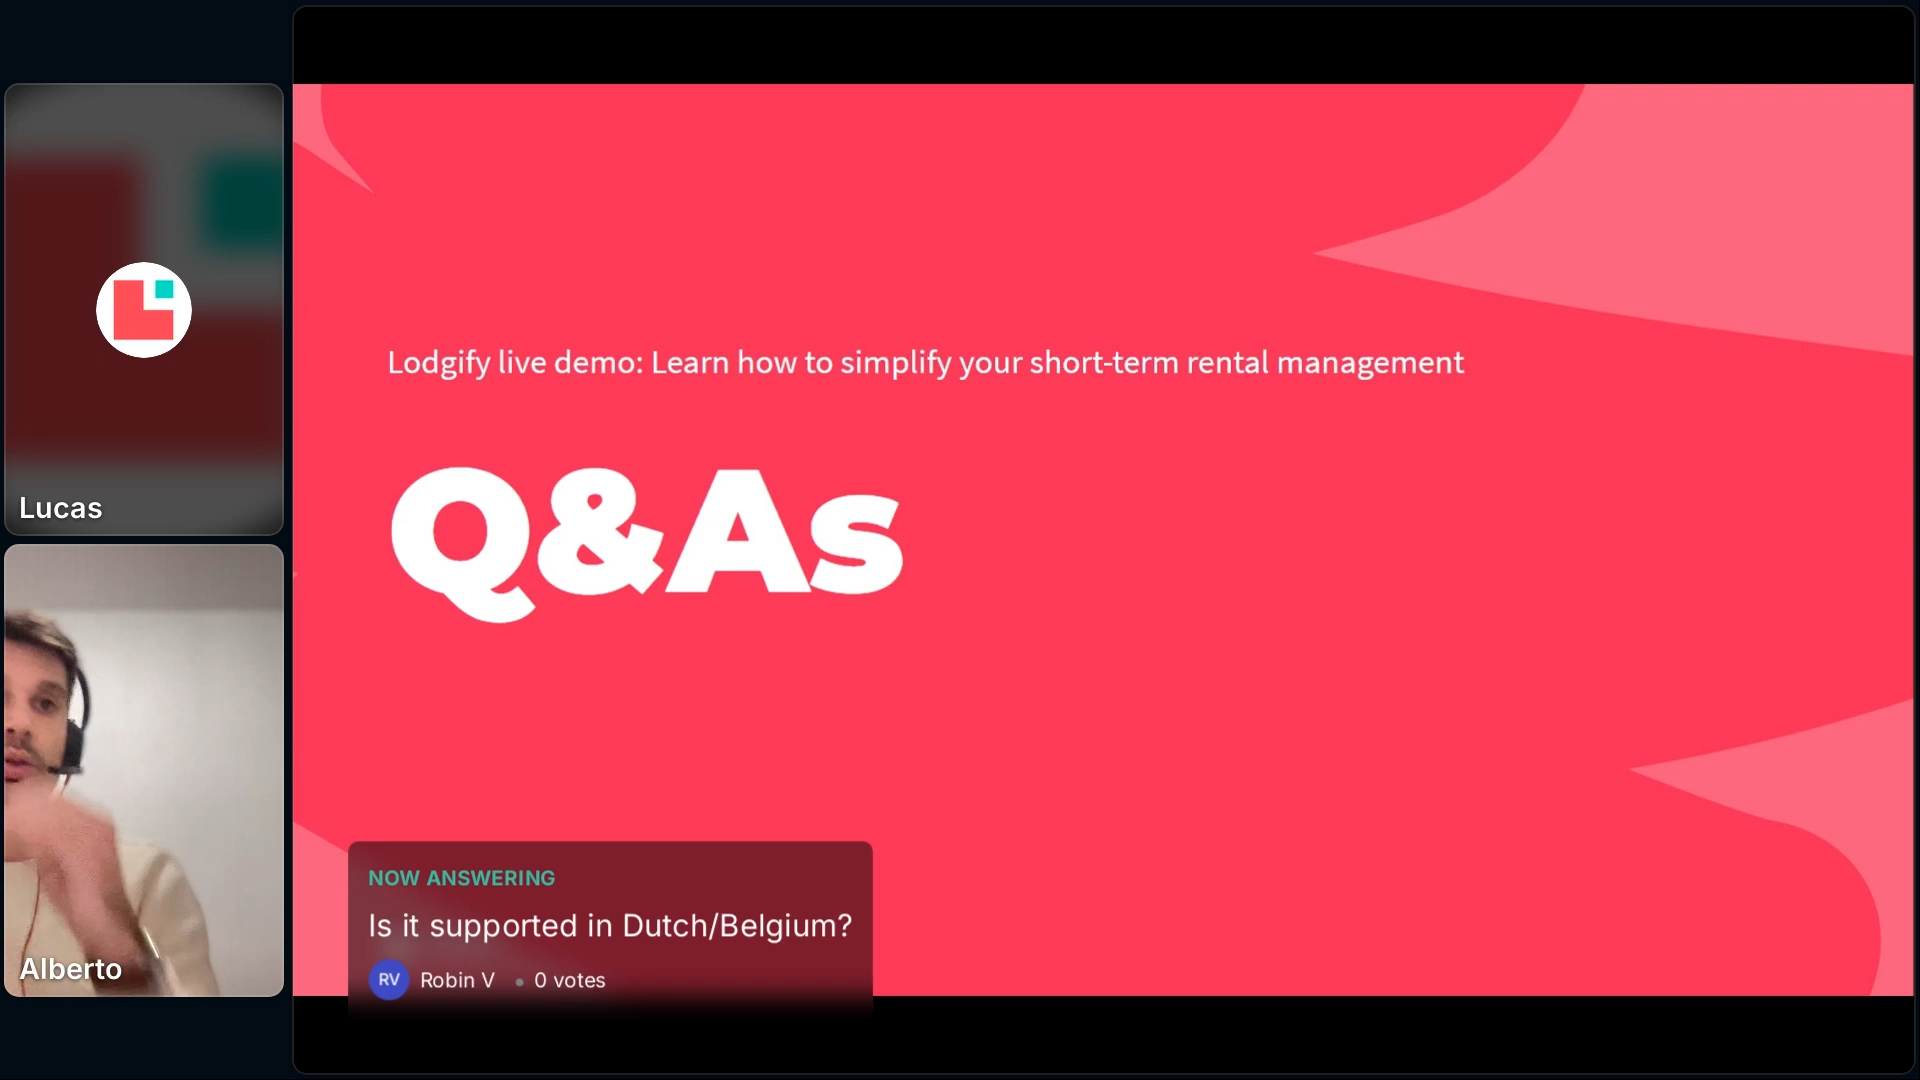 Lucas
Alberto
Lodgify live demo: Learn how to simplify your short-term rental management
Q&As
NOW ANSWERING
Is it supported in Dutch/Belgium?
RV Robin V • 0 votes